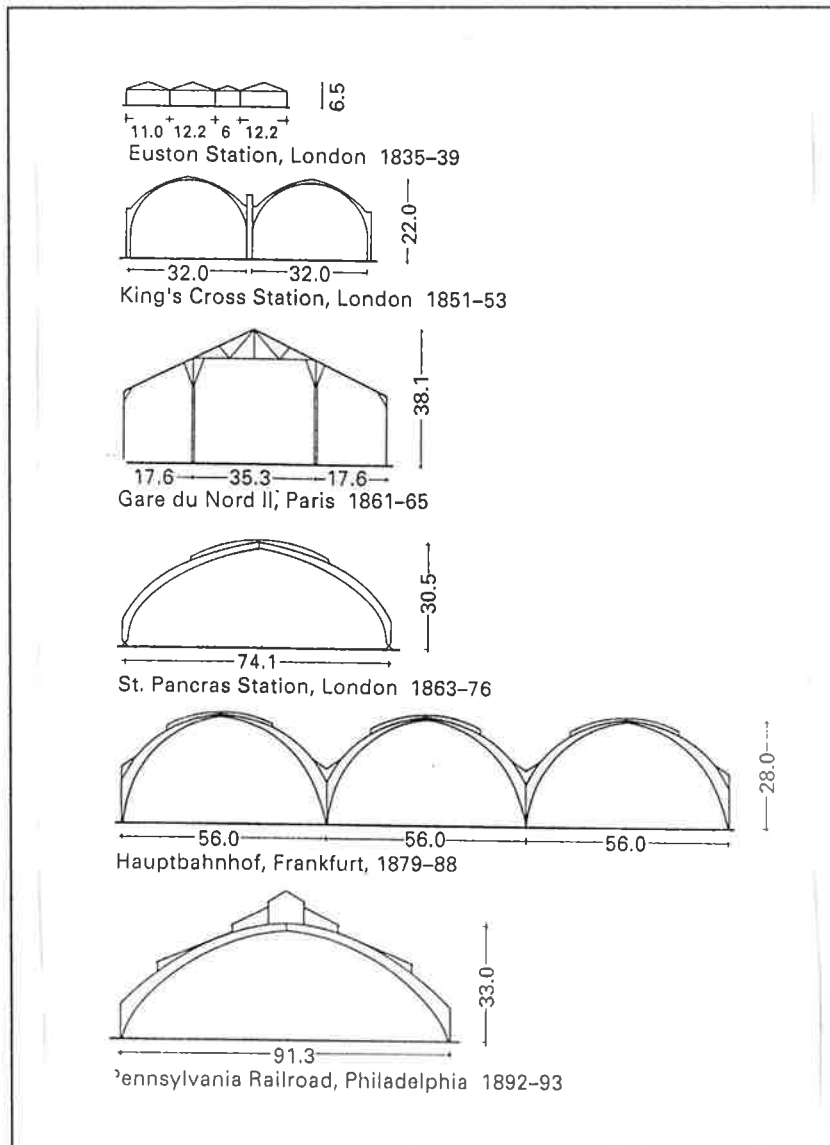 6.5
11.0 12.2 6 12.2
Euston Station, London 1835–39
22.0
32.0 32.0
King's Cross Station, London 1851–53
38.1
17.6 35.3 17.6
Gare du Nord II, Paris 1861–65
30.5
74.1
St. Pancras Station, London 1863–76
28.0
56.0 56.0 56.0
Hauptbahnhof, Frankfurt, 1879–88
33.0
91.3
Pennsylvania Railroad, Philadelphia 1892–93